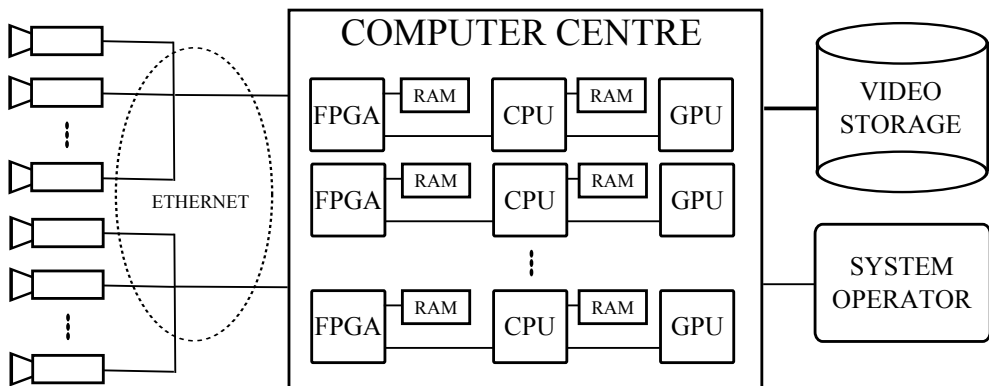 COMPUTER CENTRE
FPGA
RAM
CPU
RAM
GPU
FPGA
RAM
CPU
RAM
GPU
FPGA
RAM
CPU
RAM
GPU
ETHERNET
VIDEO
STORAGE
SYSTEM
OPERATOR